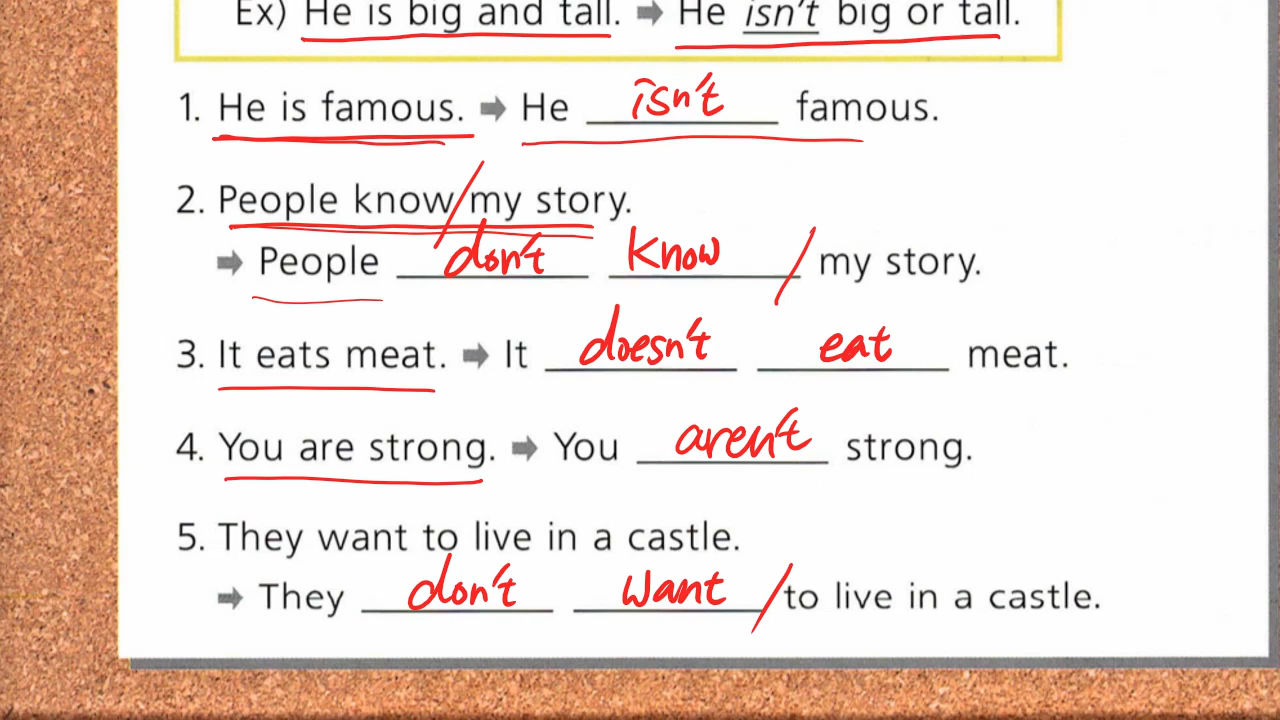 Ex) He is big and tall. ➡ He isn't big or tall.
1. He is famous. ➡ He isn't famous.
2. People know / my story.
➡ People don't know / my story.
3. It eats meat. ➡ It doesn't eat meat.
4. You are strong. ➡ You aren't strong.
5. They want to live in a castle.
➡ They don't want / to live in a castle.